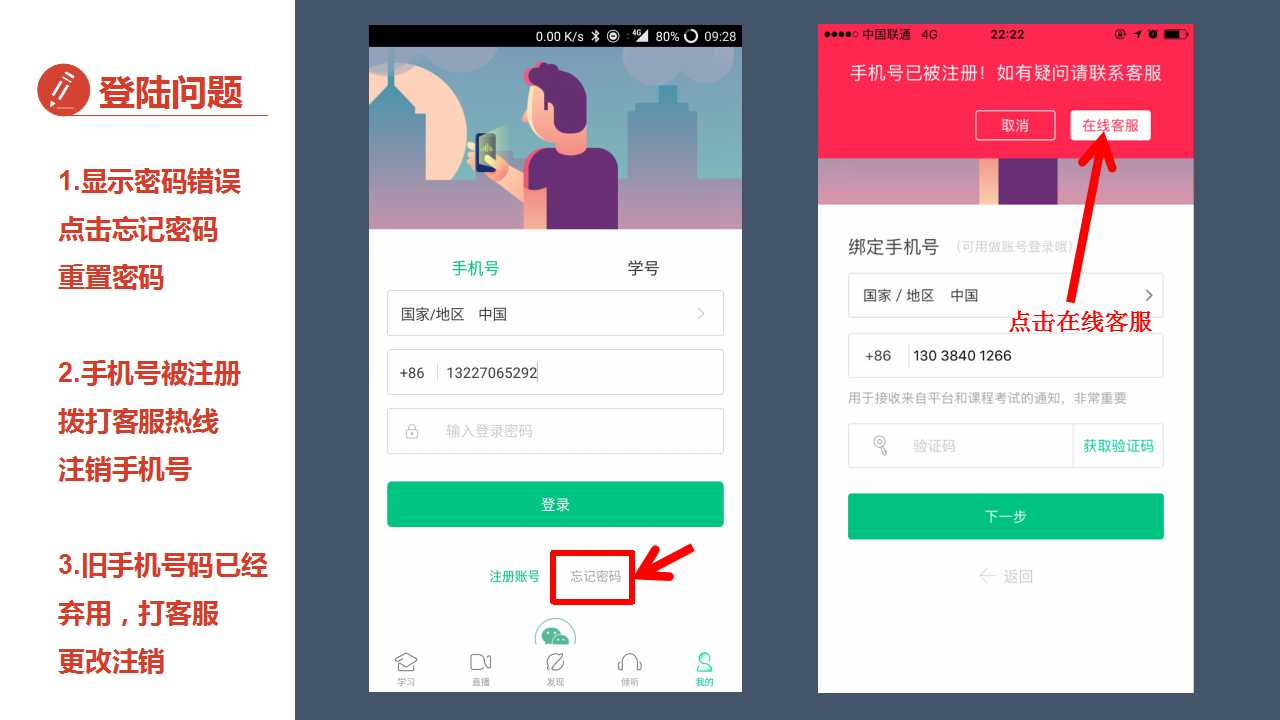 登陆问题
1.显示密码错误
点击忘记密码
重置密码
2.手机号被注册
拨打客服热线
注销手机号
3.旧手机号码已经
弃用，打客服
更改注销
0.00 K/s 4G 80% 09:28
手机号 学号
国家/地区 中国
+86 13227065292
输入登录密码
登录
注册账号 忘记密码
学习 直播 发现 倾听 我的
中国联通 4G 22:22
手机号已被注册！如有疑问请联系客服
取消 在线客服
绑定手机号 （可用做账号登录哦）
国家 / 地区 中国
点击在线客服
+86 130 3840 1266
用于接收来自平台和课程考试的通知，非常重要
验证码 获取验证码
下一步
返回